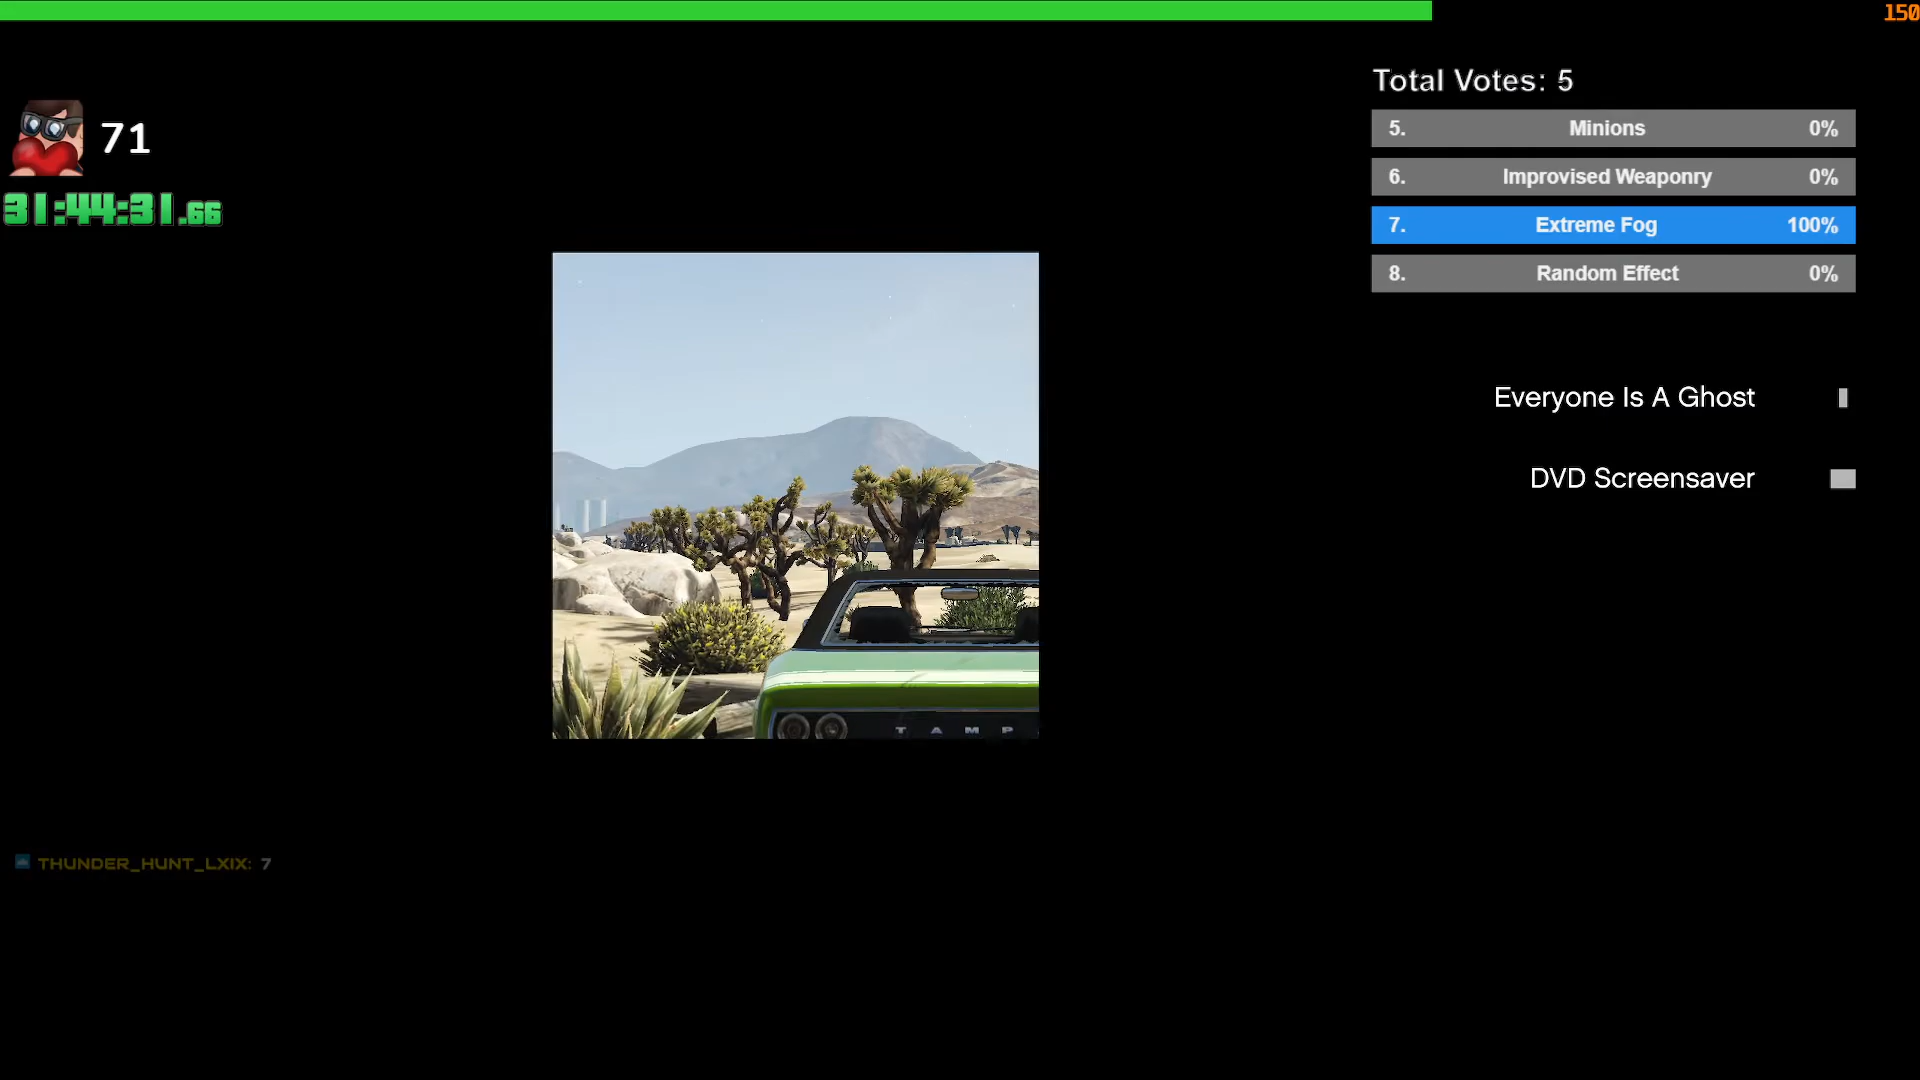 150
Total Votes: 5
5. Minions 0%
6. Improvised Weaponry 0%
7. Extreme Fog 100%
8. Random Effect 0%
71
31:44:31.66
Everyone Is A Ghost
DVD Screensaver
T A M P
THUNDER_HUNT_LXIX: 7